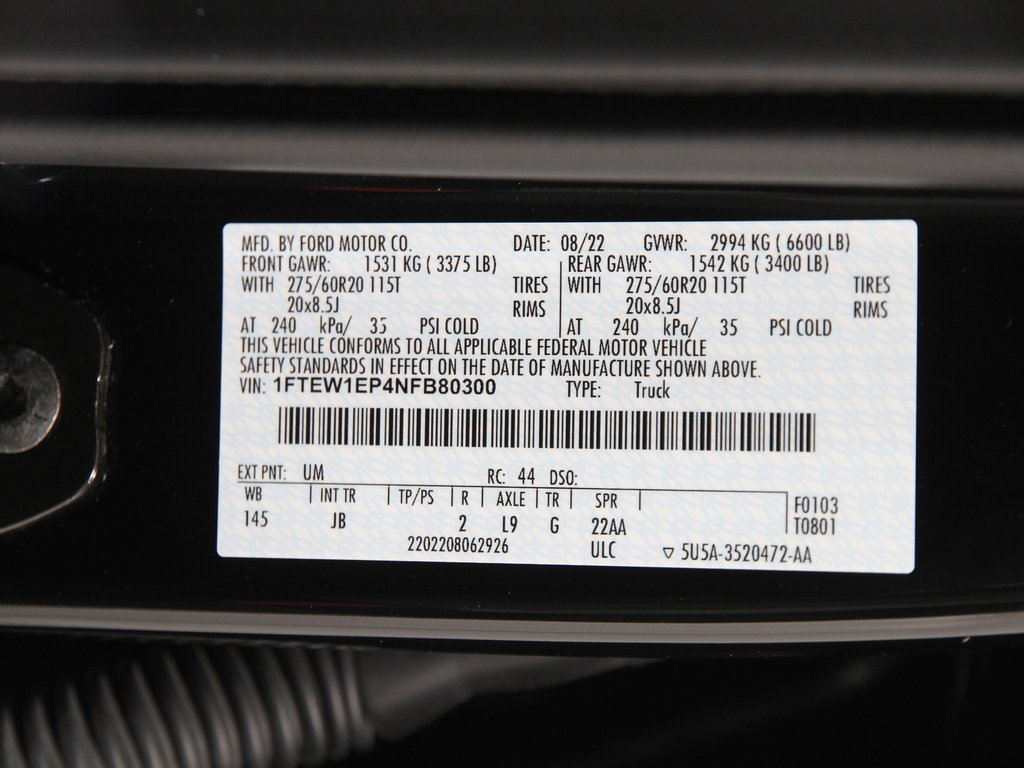 MFD. BY FORD MOTOR CO. DATE: 08/22 GVWR: 2994 KG ( 6600 LB)
FRONT GAWR: 1531 KG ( 3375 LB) REAR GAWR: 1542 KG ( 3400 LB)
WITH 275/60R20 115T TIRES WITH 275/60R20 115T TIRES
20x8.5J RIMS 20x8.5J RIMS
AT 240 kPa/ 35 PSI COLD AT 240 kPa/ 35 PSI COLD
THIS VEHICLE CONFORMS TO ALL APPLICABLE FEDERAL MOTOR VEHICLE
SAFETY STANDARDS IN EFFECT ON THE DATE OF MANUFACTURE SHOWN ABOVE.
VIN: 1FTEW1EP4NFB80300 TYPE: Truck
EXT PNT: UM RC: 44 DSO:
WB INT TR TP/PS R AXLE TR SPR F0103
145 JB 2 L9 G 22AA T0801
2202208062926 ULC ▽ 5U5A-3520472-AA